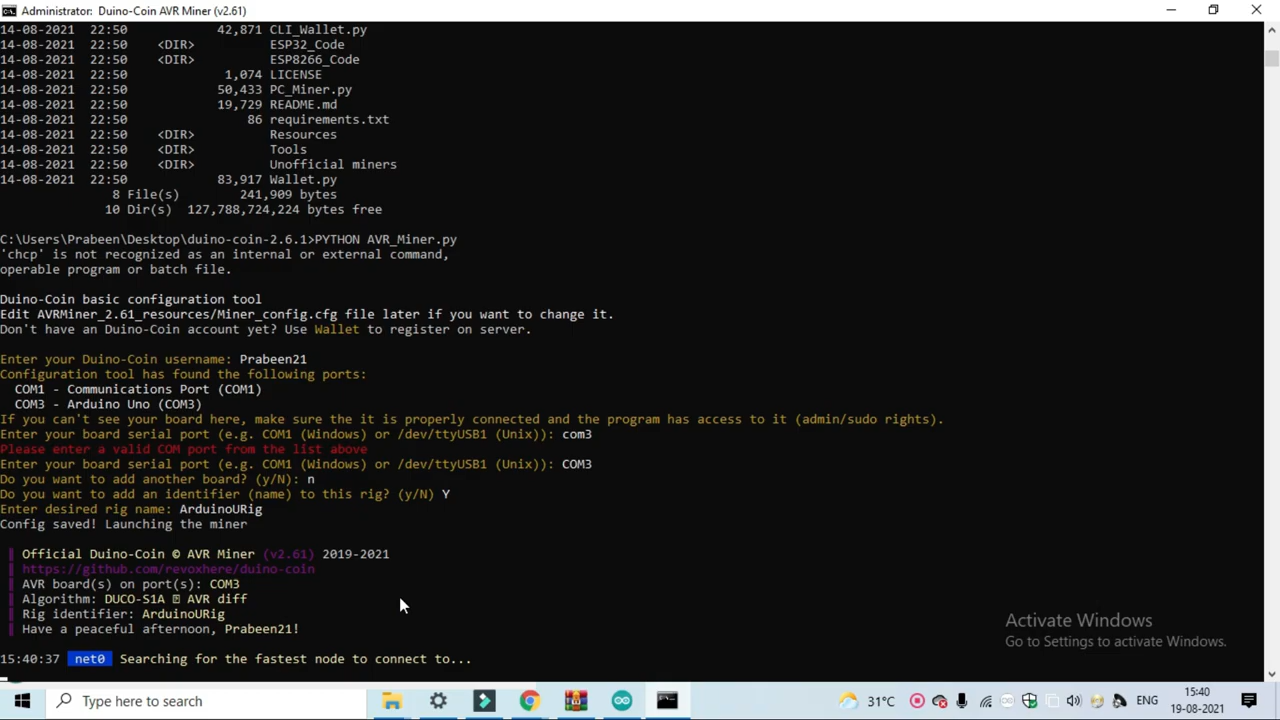 Administrator: Duino-Coin AVR Miner (v2.61)
14-08-2021  22:50            42,871 CLI_Wallet.py
14-08-2021  22:50    <DIR>          ESP32_Code
14-08-2021  22:50    <DIR>          ESP8266_Code
14-08-2021  22:50             1,074 LICENSE
14-08-2021  22:50            50,433 PC_Miner.py
14-08-2021  22:50            19,729 README.md
14-08-2021  22:50                86 requirements.txt
14-08-2021  22:50    <DIR>          Resources
14-08-2021  22:50    <DIR>          Tools
14-08-2021  22:50    <DIR>          Unofficial miners
14-08-2021  22:50            83,917 Wallet.py
8 File(s)        241,909 bytes
10 Dir(s)  127,788,724,224 bytes free
C:\Users\Prabeen\Desktop\duino-coin-2.6.1>PYTHON AVR_Miner.py
'chcp' is not recognized as an internal or external command,
operable program or batch file.
Duino-Coin basic configuration tool
Edit AVRMiner_2.61_resources/Miner_config.cfg file later if you want to change it.
Don't have an Duino-Coin account yet? Use Wallet to register on server.
Enter your Duino-Coin username: Prabeen21
Configuration tool has found the following ports:
COM1 - Communications Port (COM1)
COM3 - Arduino Uno (COM3)
If you can't see your board here, make sure the it is properly connected and the program has access to it (admin/sudo rights).
Enter your board serial port (e.g. COM1 (Windows) or /dev/ttyUSB1 (Unix)): com3
Please enter a valid COM port from the list above
Enter your board serial port (e.g. COM1 (Windows) or /dev/ttyUSB1 (Unix)): COM3
Do you want to add another board? (y/N): n
Do you want to add an identifier (name) to this rig? (y/N) Y
Enter desired rig name: ArduinoURig
Config saved! Launching the miner
Official Duino-Coin © AVR Miner (v2.61) 2019-2021
https://github.com/revoxhere/duino-coin
AVR board(s) on port(s): COM3
Algorithm: DUCO-S1A ⍰ AVR diff
Rig identifier: ArduinoURig
Have a peaceful afternoon, Prabeen21!
Activate Windows
Go to Settings to activate Windows.
15:40:37 net0 Searching for the fastest node to connect to...
Type here to search
31°C
ENG
15:40
19-08-2021